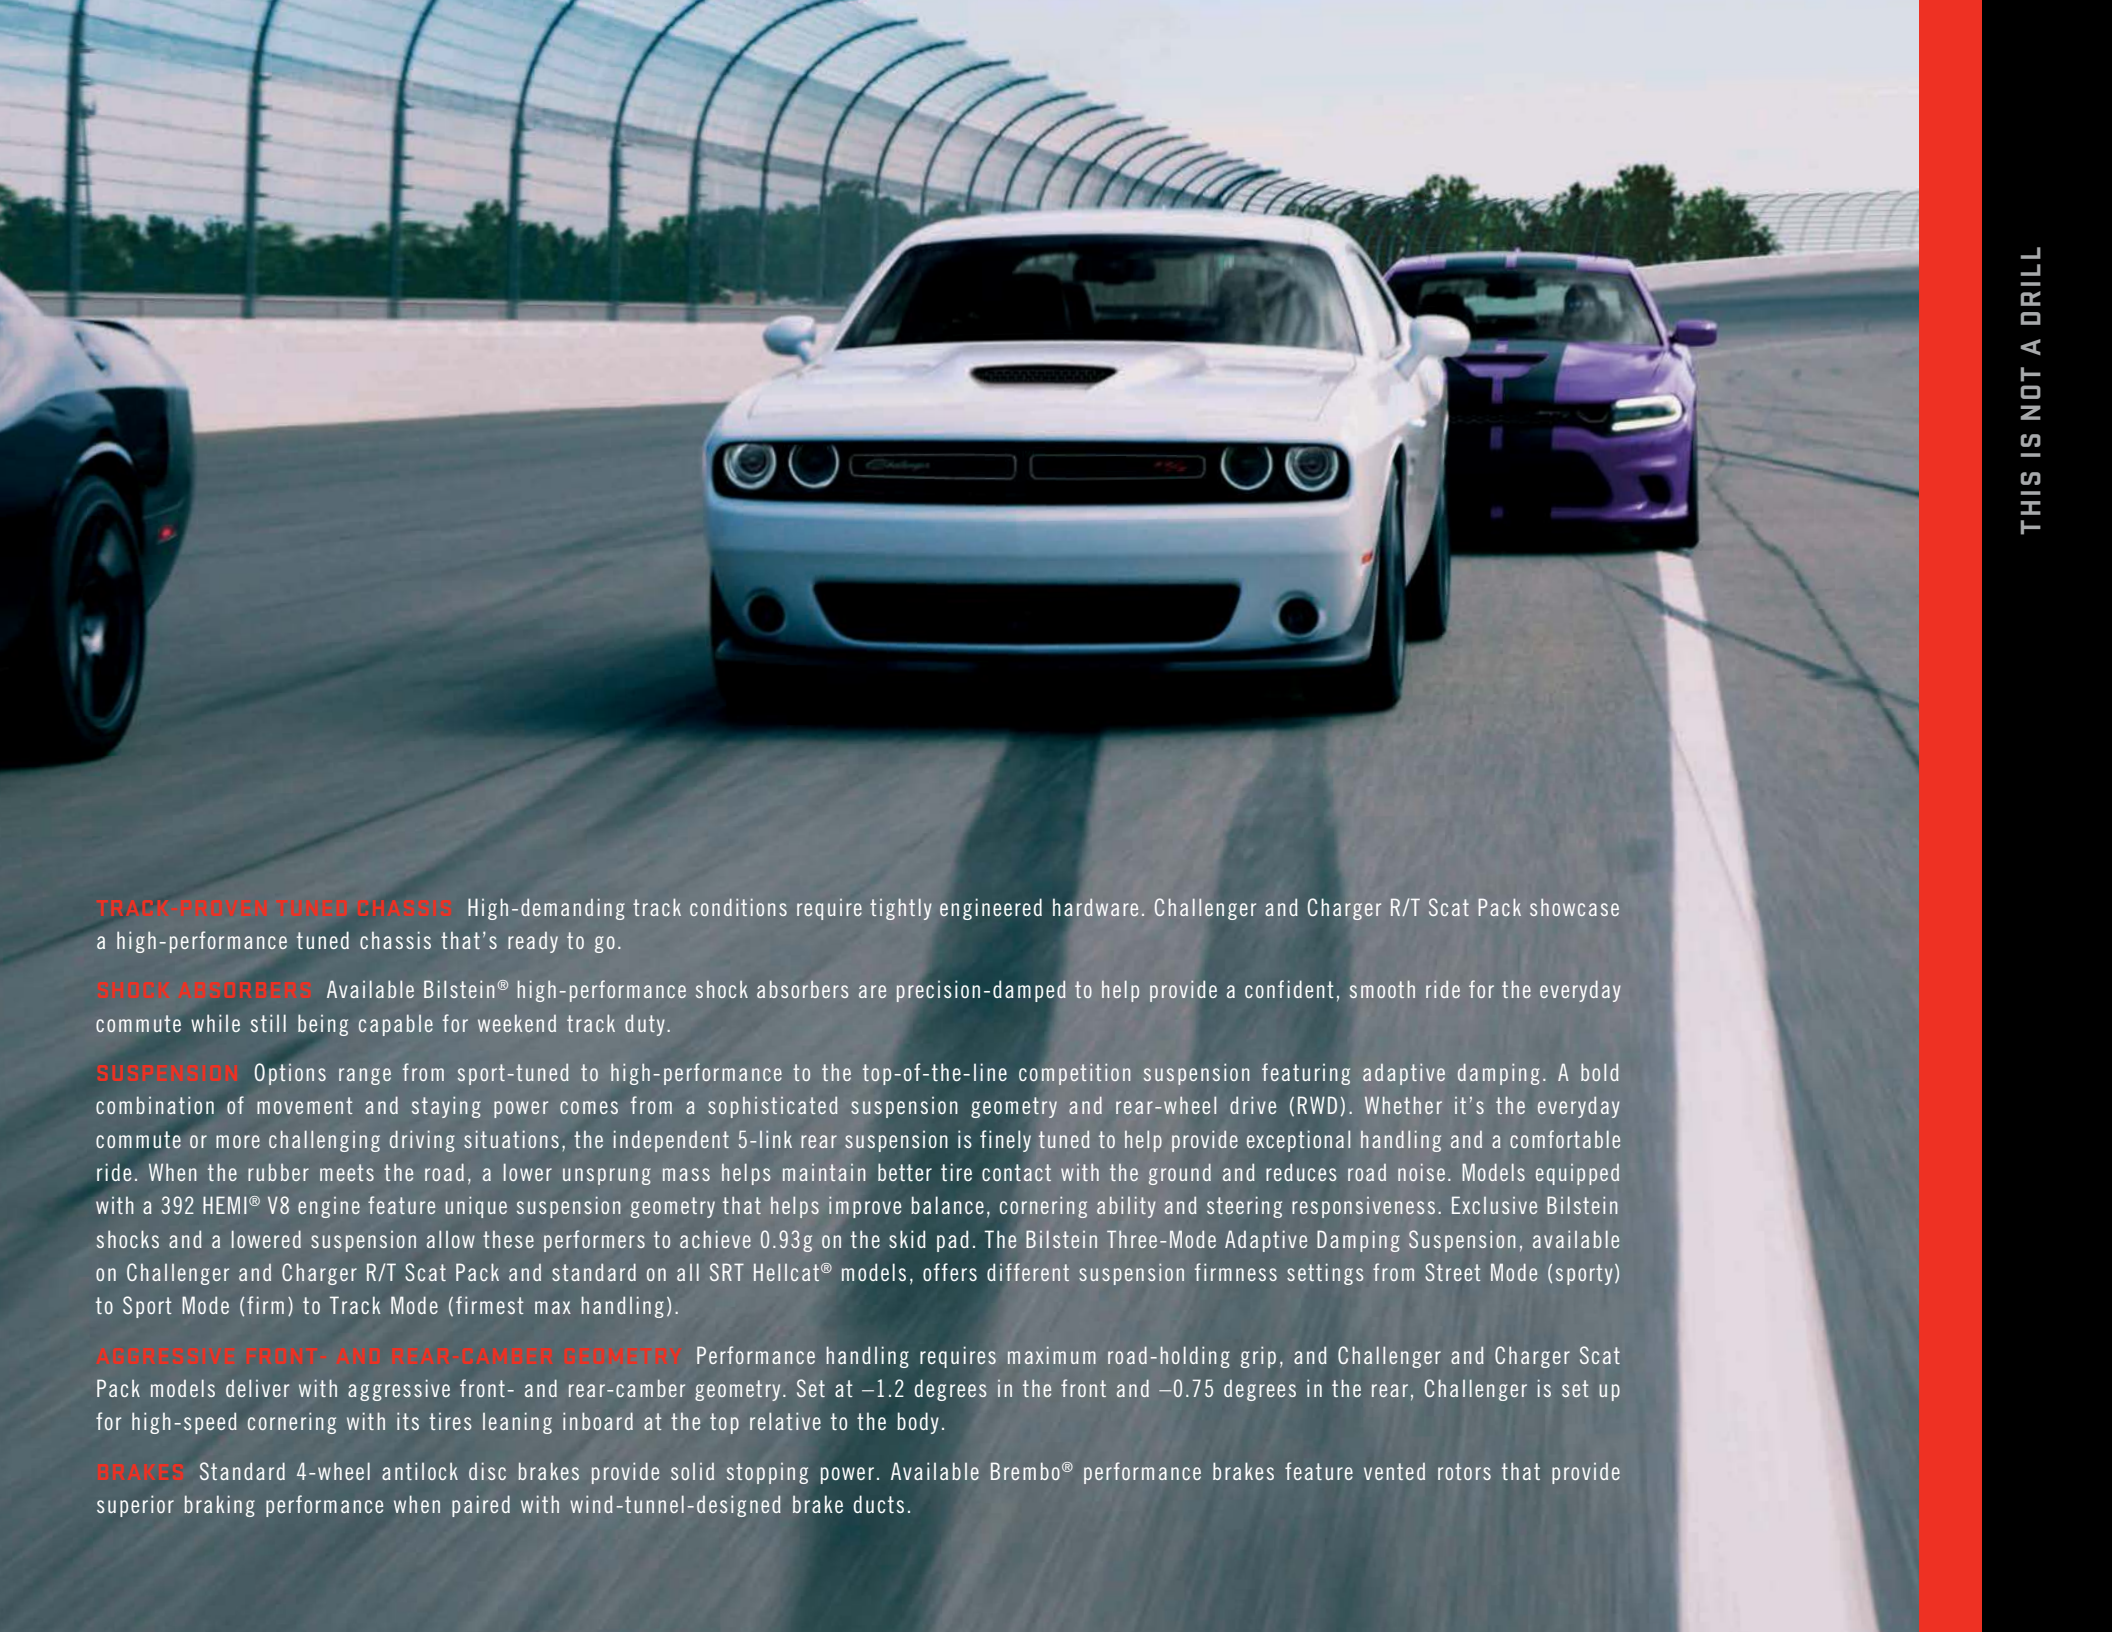 Challenger
R/T
THIS IS NOT A DRILL
TRACK-PROVEN TUNED CHASSIS High-demanding track conditions require tightly engineered hardware. Challenger and Charger R/T Scat Pack showcase
a high-performance tuned chassis that’s ready to go.
SHOCK ABSORBERS Available Bilstein® high-performance shock absorbers are precision-damped to help provide a confident, smooth ride for the everyday
commute while still being capable for weekend track duty.
SUSPENSION Options range from sport-tuned to high-performance to the top-of-the-line competition suspension featuring adaptive damping. A bold
combination of movement and staying power comes from a sophisticated suspension geometry and rear-wheel drive (RWD). Whether it’s the everyday
commute or more challenging driving situations, the independent 5-link rear suspension is finely tuned to help provide exceptional handling and a comfortable
ride. When the rubber meets the road, a lower unsprung mass helps maintain better tire contact with the ground and reduces road noise. Models equipped
with a 392 HEMI® V8 engine feature unique suspension geometry that helps improve balance, cornering ability and steering responsiveness. Exclusive Bilstein
shocks and a lowered suspension allow these performers to achieve 0.93g on the skid pad. The Bilstein Three-Mode Adaptive Damping Suspension, available
on Challenger and Charger R/T Scat Pack and standard on all SRT Hellcat® models, offers different suspension firmness settings from Street Mode (sporty)
to Sport Mode (firm) to Track Mode (firmest max handling).
AGGRESSIVE FRONT- AND REAR-CAMBER GEOMETRY Performance handling requires maximum road-holding grip, and Challenger and Charger Scat
Pack models deliver with aggressive front- and rear-camber geometry. Set at –1.2 degrees in the front and –0.75 degrees in the rear, Challenger is set up
for high-speed cornering with its tires leaning inboard at the top relative to the body.
BRAKES Standard 4-wheel antilock disc brakes provide solid stopping power. Available Brembo® performance brakes feature vented rotors that provide
superior braking performance when paired with wind-tunnel-designed brake ducts.